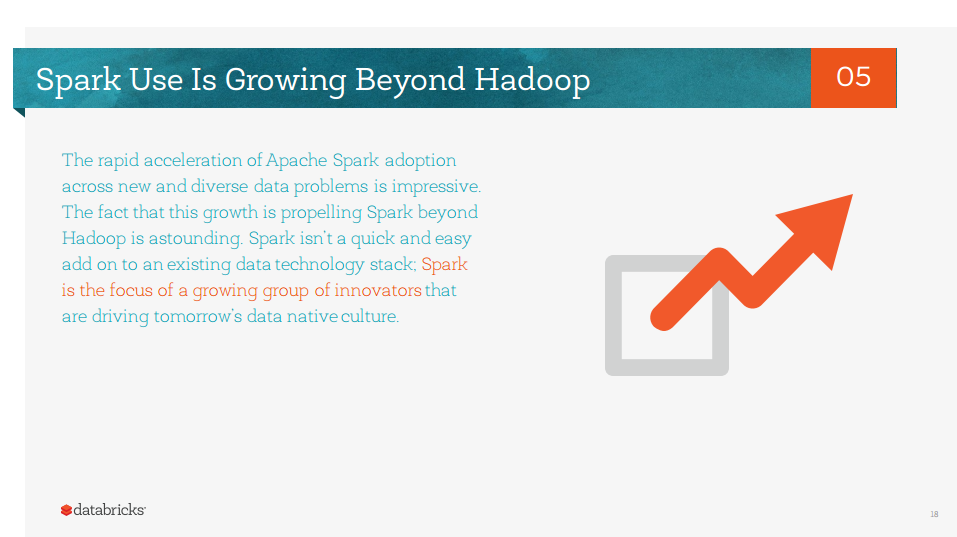 Spark Use Is Growing Beyond Hadoop
05
The rapid acceleration of Apache Spark adoption
across new and diverse data problems is impressive.
The fact that this growth is propelling Spark beyond
Hadoop is astounding. Spark isn't a quick and easy
add on to an existing data technology stack; Spark
is the focus of a growing group of innovators that
are driving tomorrow's data native culture.
databricks
18